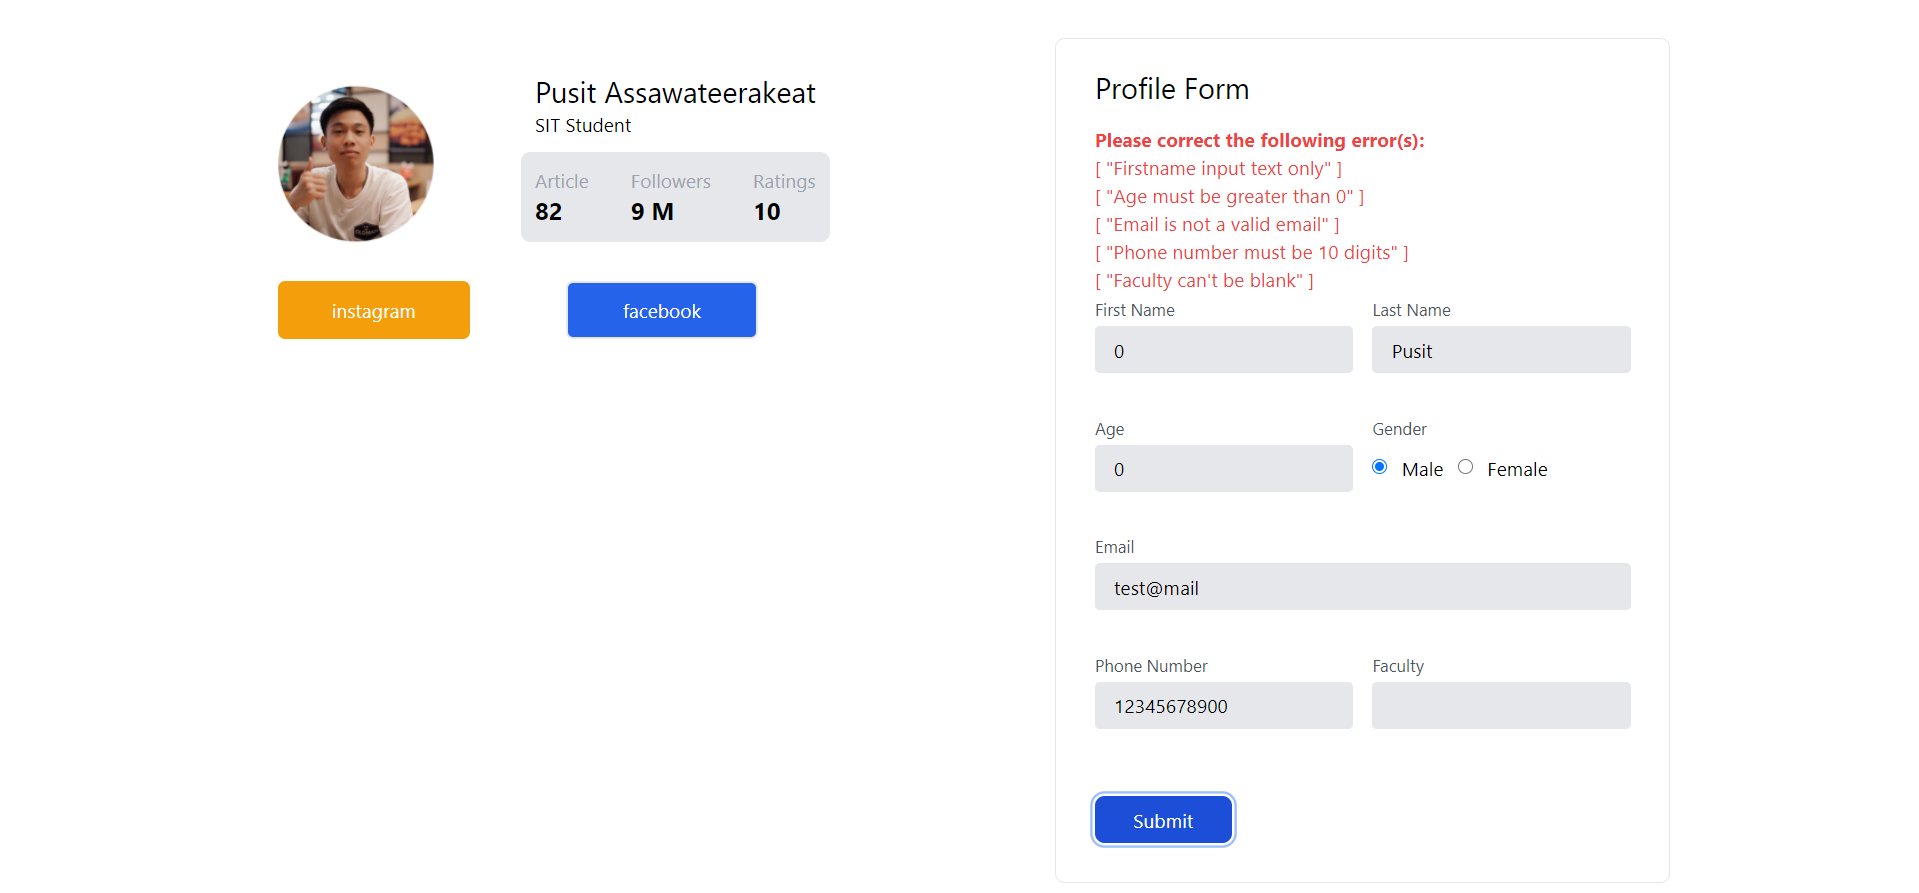 Pusit Assawateerakeat
SIT Student
Article Followers Ratings
82 9 M 10
instagram facebook
Profile Form
Please correct the following error(s):
[ "Firstname input text only" ]
[ "Age must be greater than 0" ]
[ "Email is not a valid email" ]
[ "Phone number must be 10 digits" ]
[ "Faculty can't be blank" ]
First Name Last Name
0 Pusit
Age Gender
0 Male Female
Email
test@mail
Phone Number Faculty
12345678900
Submit